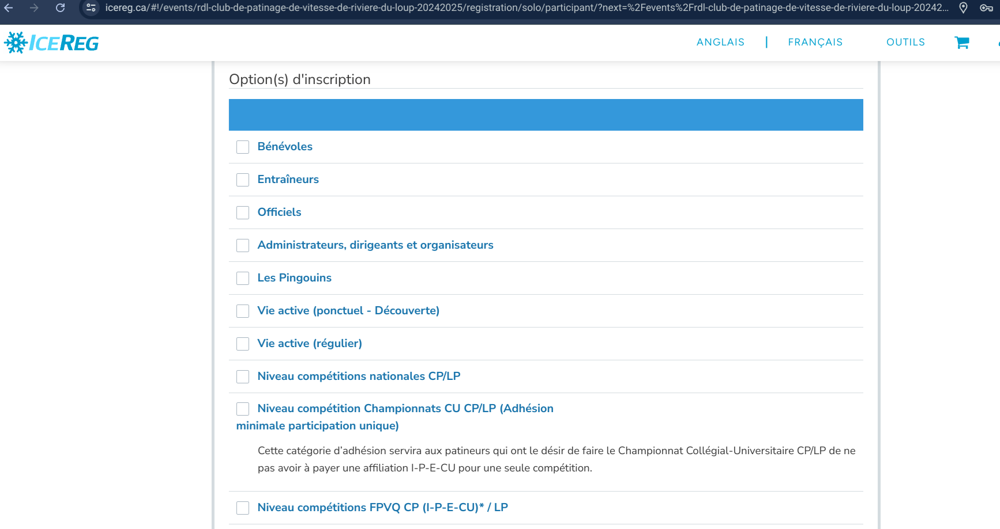 icereg.ca/#!/events/rdl-club-de-patinage-de-vitesse-de-riviere-du-loup-20242025/registration/solo/participant/?next=%2Fevents%2Frdl-club-de-patinage-de-vitesse-de-riviere-du-loup-20242...
ICEREG
ANGLAIS | FRANÇAIS OUTILS
Option(s) d'inscription
Bénévoles
Entraîneurs
Officiels
Administrateurs, dirigeants et organisateurs
Les Pingouins
Vie active (ponctuel - Découverte)
Vie active (régulier)
Niveau compétitions nationales CP/LP
Niveau compétition Championnats CU CP/LP (Adhésion
minimale participation unique)
Cette catégorie d’adhésion servira aux patineurs qui ont le désir de faire le Championnat Collégial-Universitaire CP/LP de ne
pas avoir à payer une affiliation I-P-E-CU pour une seule compétition.
Niveau compétitions FPVQ CP (I-P-E-CU)* / LP